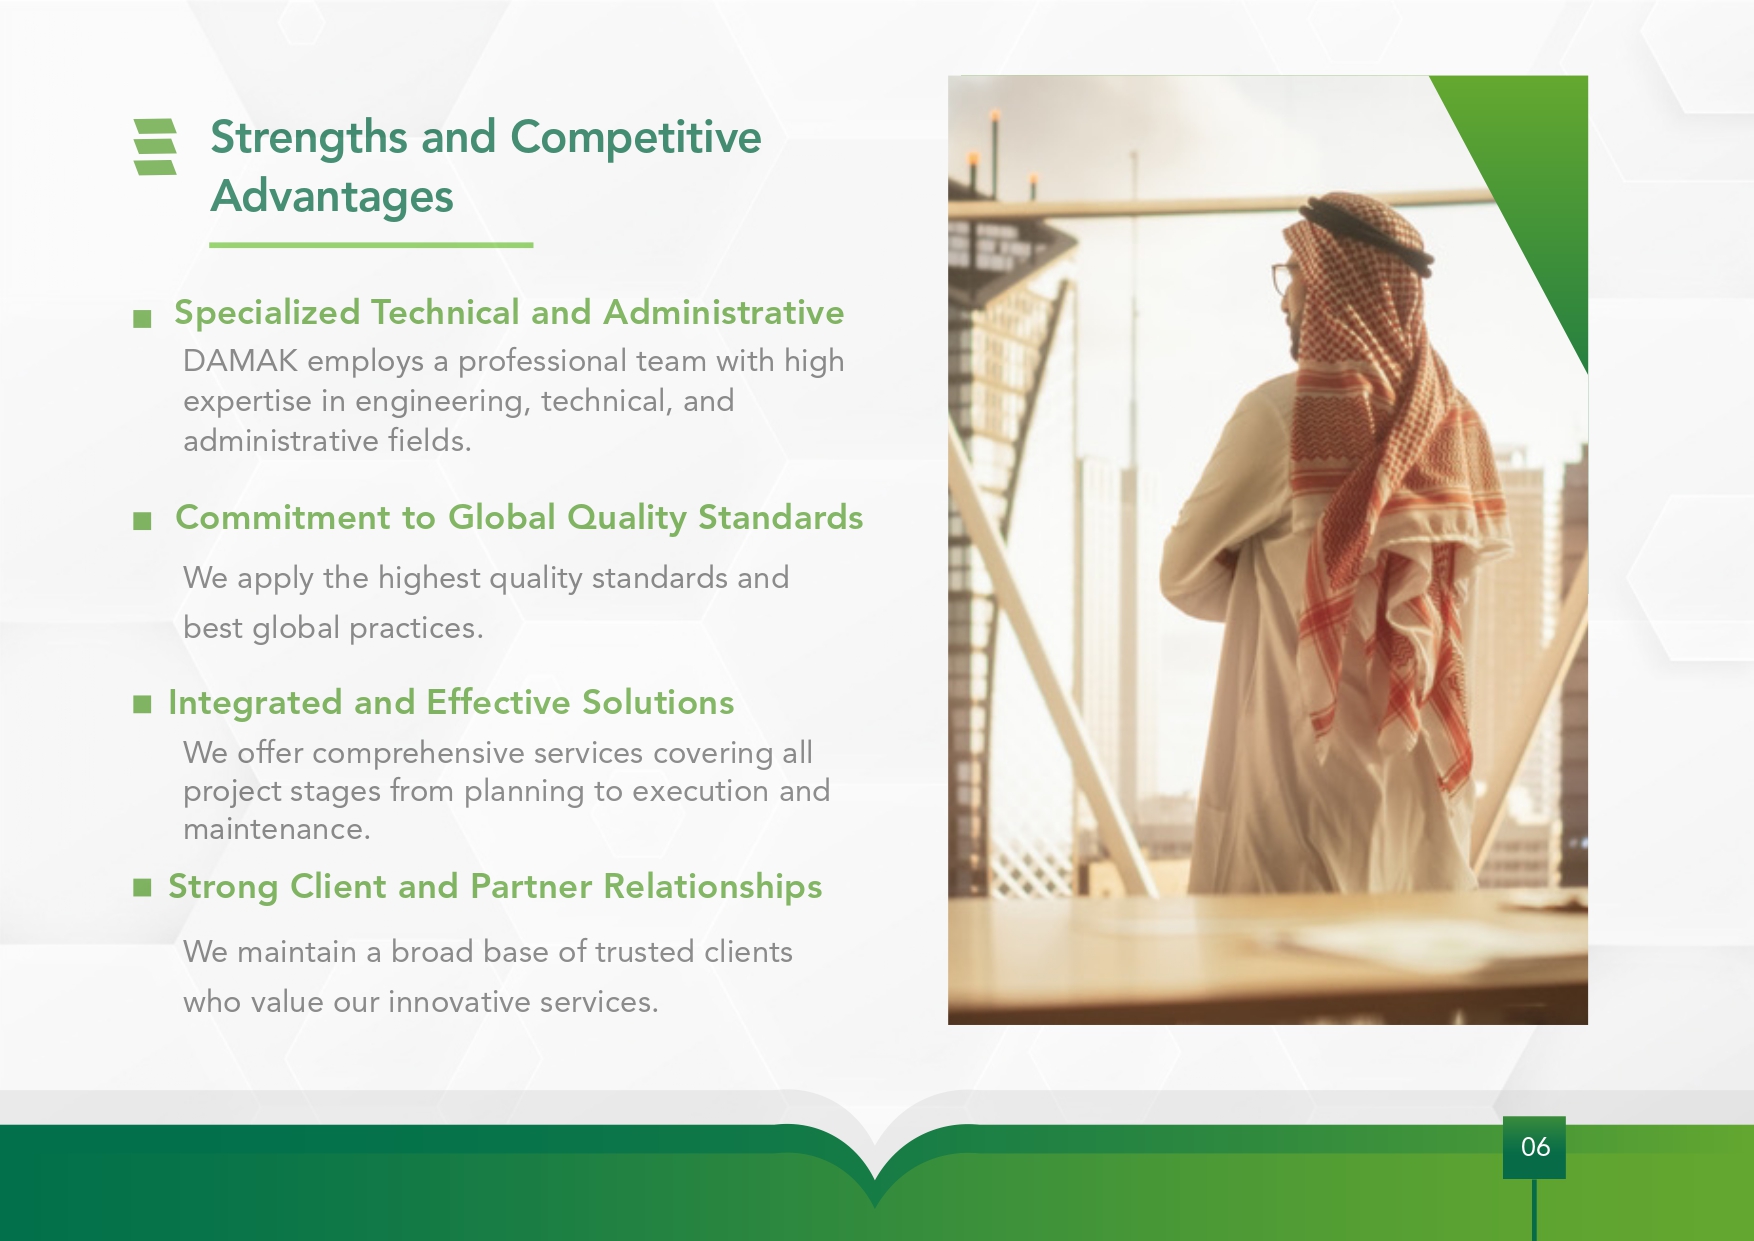 Strengths and Competitive
Advantages
Specialized Technical and Administrative
DAMAK employs a professional team with high
expertise in engineering, technical, and
administrative fields.
Commitment to Global Quality Standards
We apply the highest quality standards and
best global practices.
Integrated and Effective Solutions
We offer comprehensive services covering all
project stages from planning to execution and
maintenance.
Strong Client and Partner Relationships
We maintain a broad base of trusted clients
who value our innovative services.
06